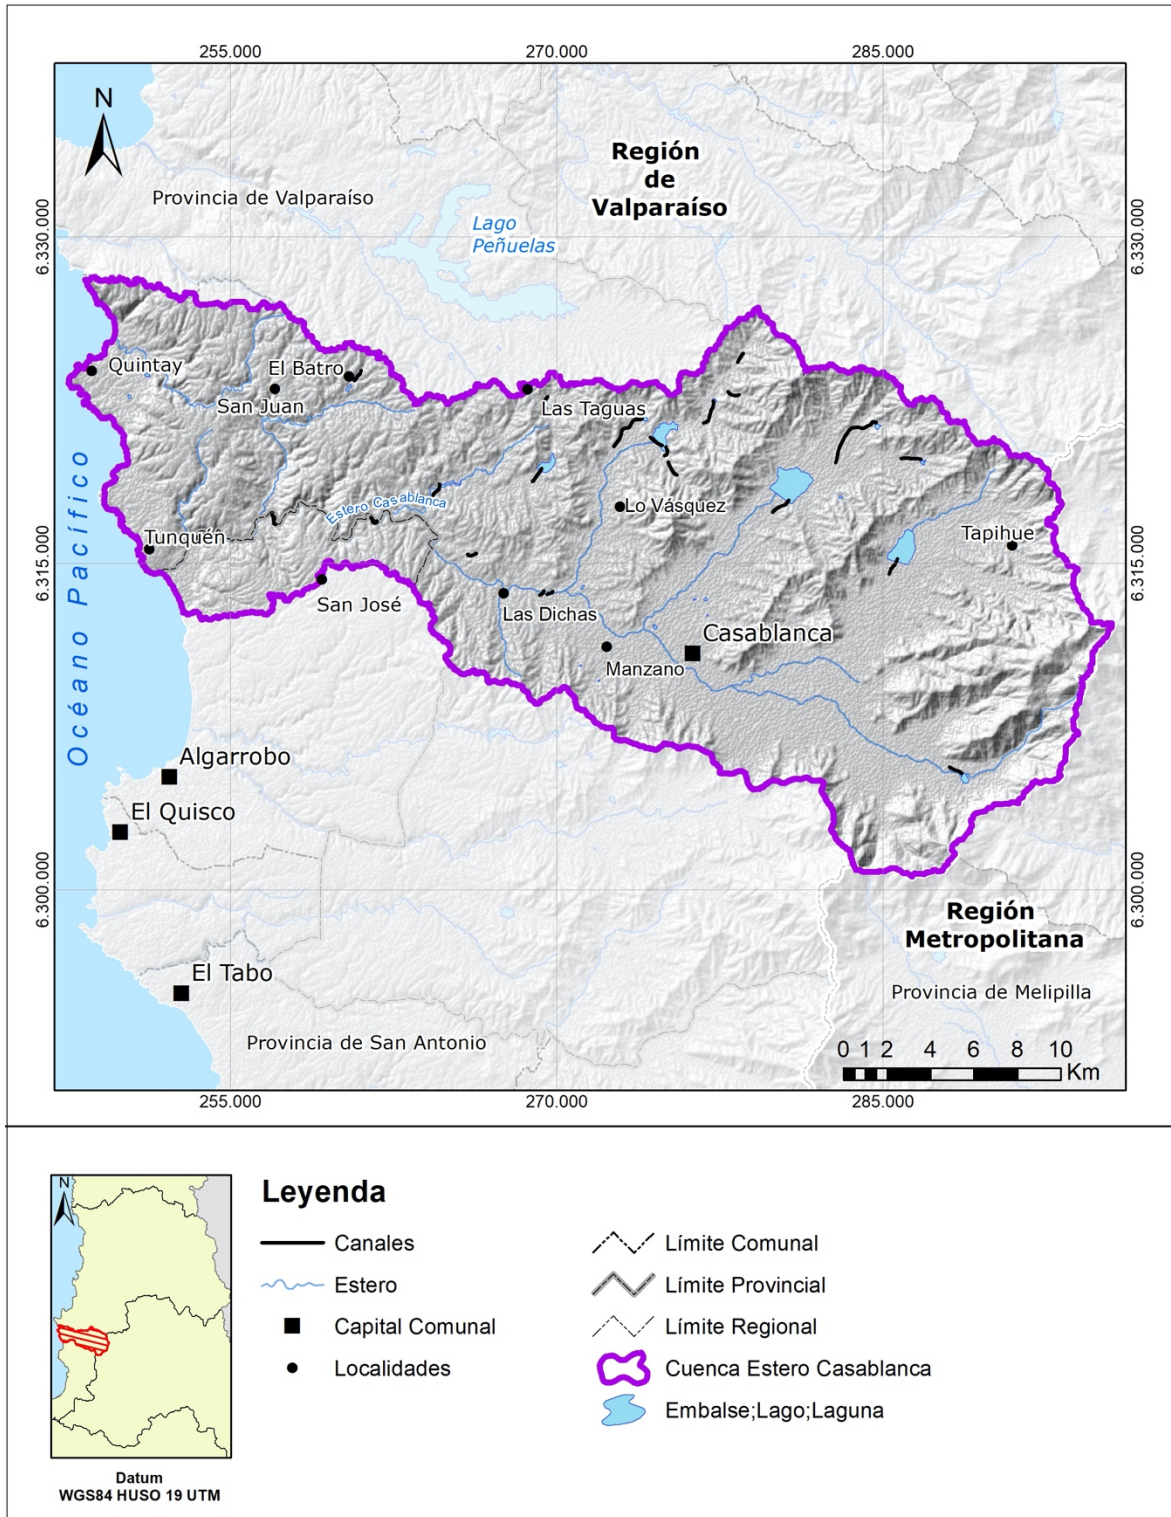 255.000
270.000
285.000
N
Región
de
Valparaíso
Provincia de Valparaíso
Lago
Peñuelas
6.330.000
6.330.000
Quintay
El Batro
San Juan
Las Taguas
Estero Casablanca
Lo Vásquez
Tapihue
Tunquén
6.315.000
6.315.000
San José
Las Dichas
Casablanca
Manzano
Océano Pacífico
Algarrobo
El Quisco
6.300.000
6.300.000
Región
Metropolitana
El Tabo
Provincia de Melipilla
Provincia de San Antonio
0 1 2 4 6 8 10
Km
255.000
270.000
285.000
N
Leyenda
Canales
Estero
Capital Comunal
Localidades
Límite Comunal
Límite Provincial
Límite Regional
Cuenca Estero Casablanca
Embalse;Lago;Laguna
Datum
WGS84 HUSO 19 UTM